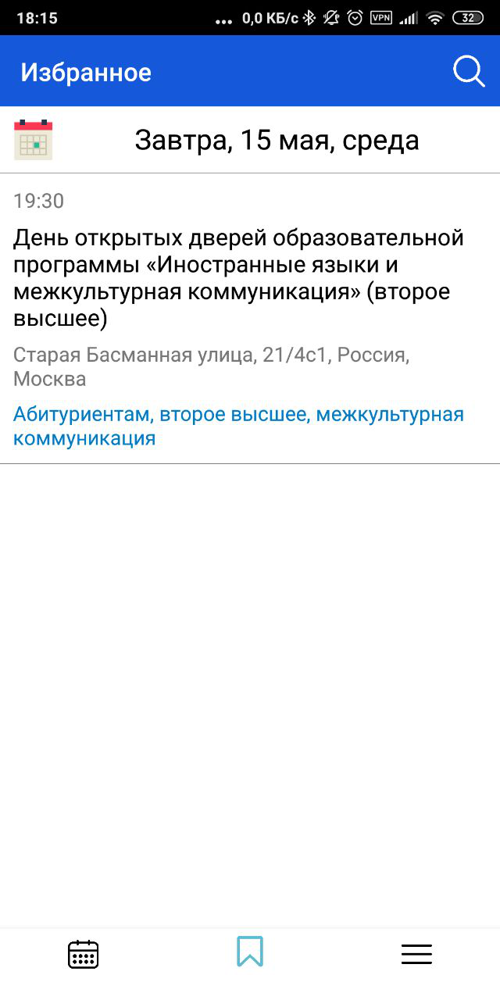 18:15
... 0,0 КБ/с VPN 32
Избранное
Завтра, 15 мая, среда
19:30
День открытых дверей образовательной
программы «Иностранные языки и
межкультурная коммуникация» (второе
высшее)
Старая Басманная улица, 21/4с1, Россия,
Москва
Абитуриентам, второе высшее, межкультурная
коммуникация